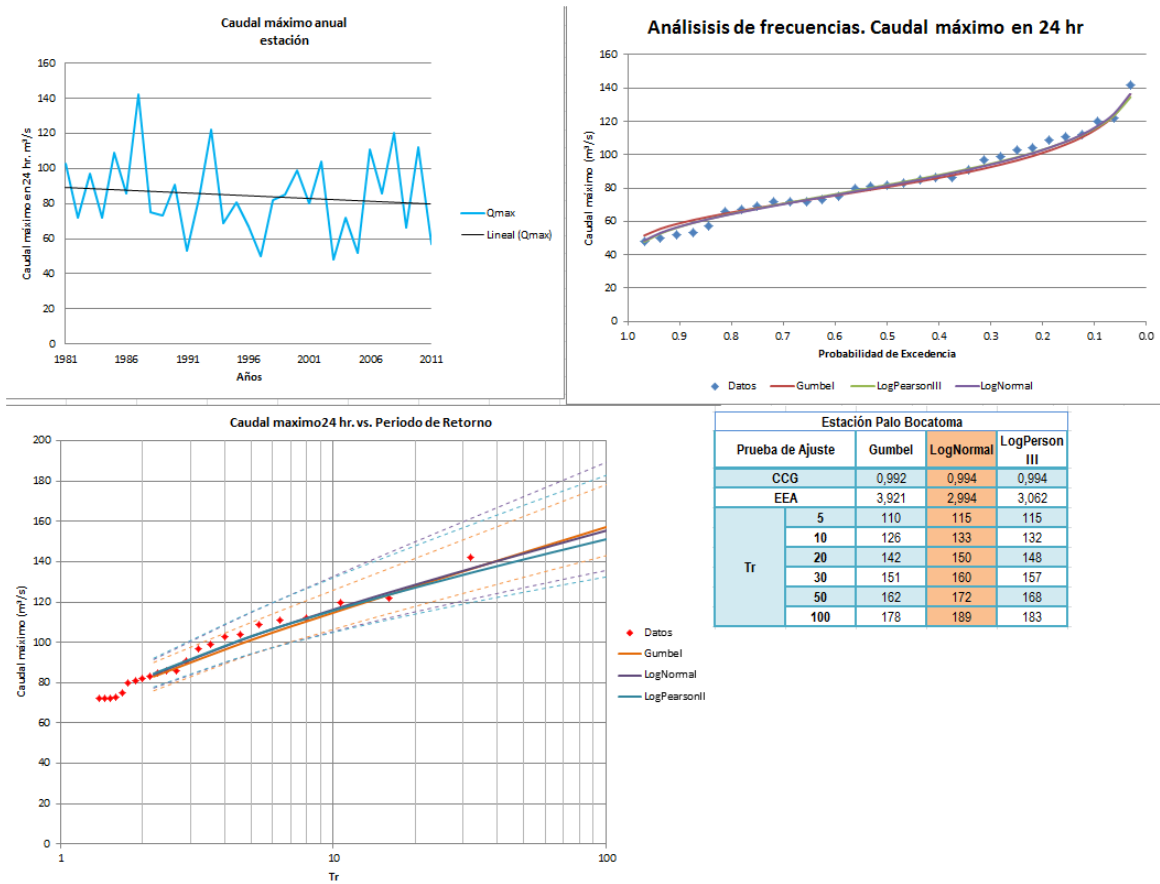 Caudal máximo anual
estación
Caudal máximo en 24 hr. m³/s
160
140
120
100
80
60
40
20
0
1981 1986 1991 1996 2001 2006 2011
Años
Qmax
Lineal (Qmax)
Análisisis de frecuencias. Caudal máximo en 24 hr
Caudal máximo (m³/s)
160
140
120
100
80
60
40
20
0
1.0 0.9 0.8 0.7 0.6 0.5 0.4 0.3 0.2 0.1 0.0
Probabilidad de Excedencia
Datos Gumbel LogPearsonIII LogNormal
Caudal maximo24 hr. vs. Periodo de Retorno
Caudal máximo (m³/s)
200
180
160
140
120
100
80
60
40
20
0
1 10 100
Tr
Datos
Gumbel
LogNormal
LogPearsonII
Estación Palo Bocatoma
Prueba de Ajuste Gumbel LogNormal LogPerson
III
CCG 0,992 0,994 0,994
EEA 3,921 2,994 3,062
Tr
5 110 115 115
10 126 133 132
20 142 150 148
30 151 160 157
50 162 172 168
100 178 189 183